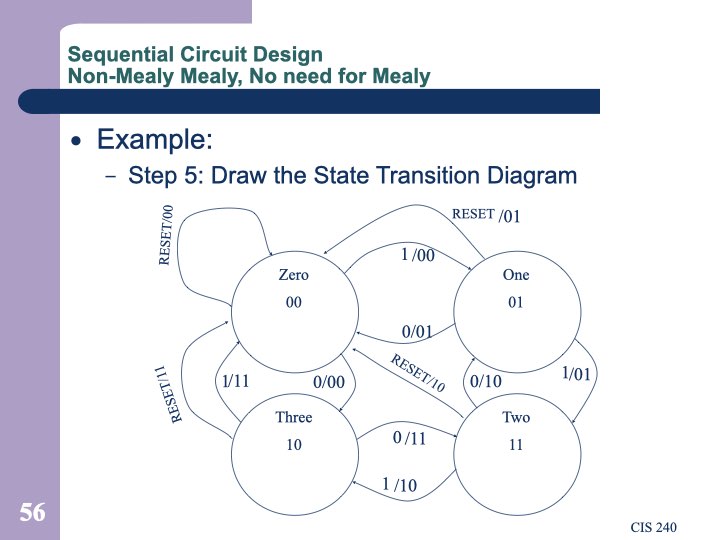 Sequential Circuit Design
Non-Mealy Mealy, No need for Mealy
• Example:
– Step 5: Draw the State Transition Diagram
RESET/00
RESET /01
1 /00
Zero
00
One
01
0/01
RESET/11
1/11
0/00
RESET/10
0/10
1/01
Three
10
Two
11
0 /11
1 /10
56
CIS 240